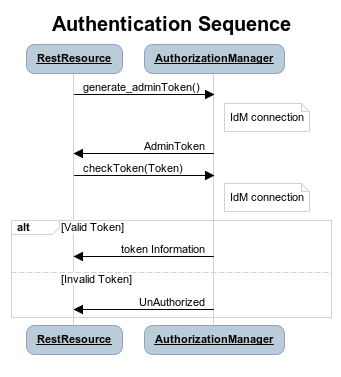 Authentication Sequence
RestResource
AuthorizationManager
generate_adminToken()
IdM connection
AdminToken
checkToken(Token)
IdM connection
alt
[Valid Token]
token Information
[Invalid Token]
UnAuthorized
RestResource
AuthorizationManager